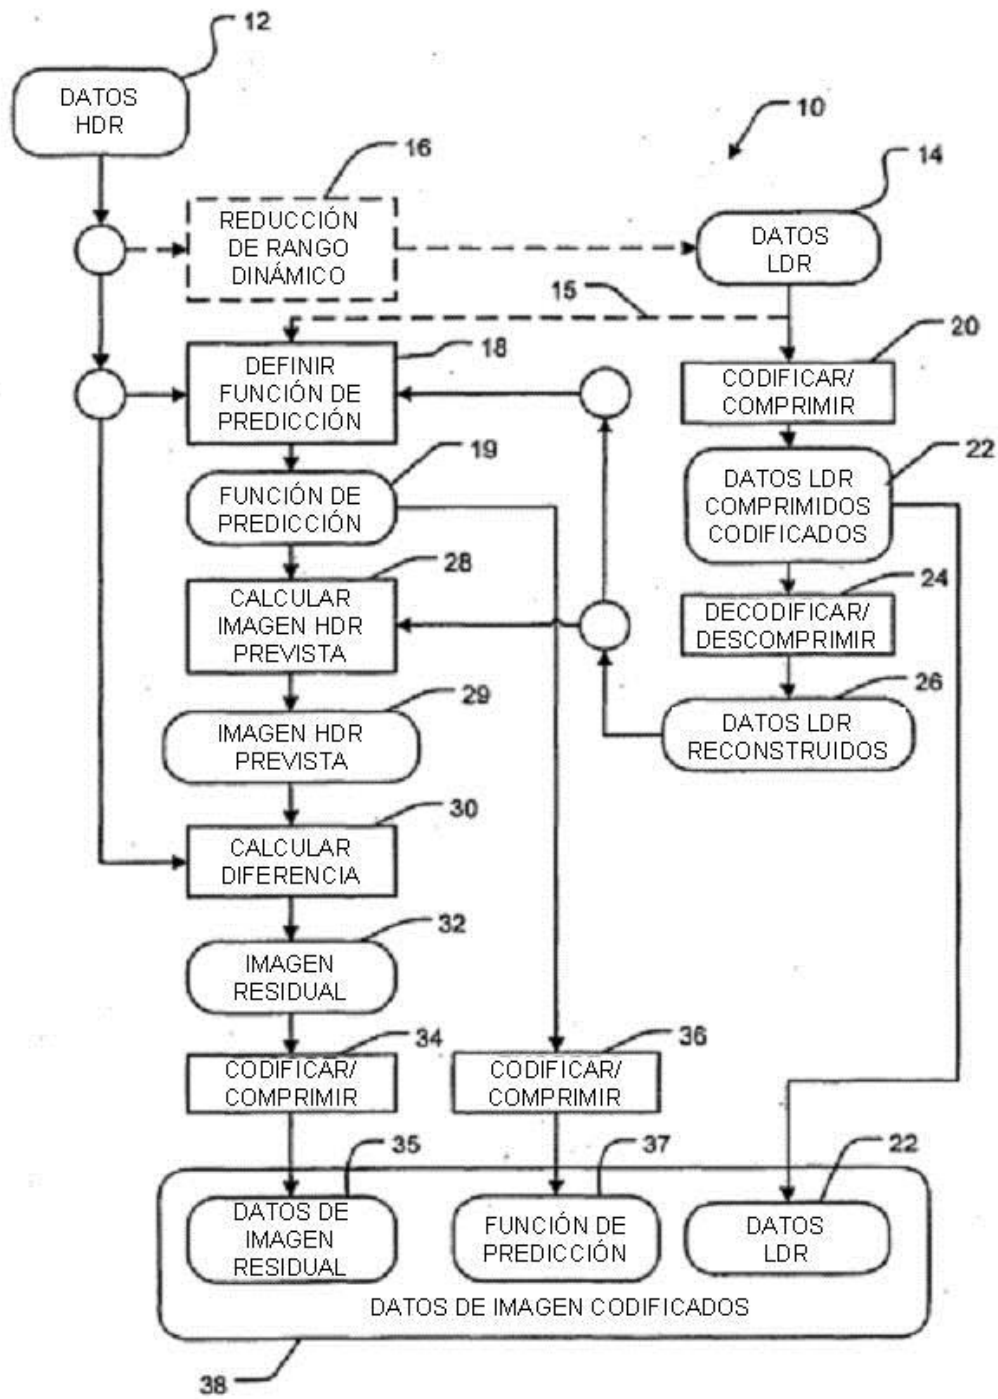 12
DATOS
HDR
10
16
14
REDUCCIÓN
DE RANGO
DINÁMICO
DATOS
LDR
15
18
20
DEFINIR
FUNCIÓN DE
PREDICCIÓN
CODIFICAR/
COMPRIMIR
19
22
FUNCIÓN DE
PREDICCIÓN
DATOS LDR
COMPRIMIDOS
CODIFICADOS
28
24
CALCULAR
IMAGEN HDR
PREVISTA
DECODIFICAR/
DESCOMPRIMIR
29
26
IMAGEN HDR
PREVISTA
DATOS LDR
RECONSTRUIDOS
30
CALCULAR
DIFERENCIA
32
IMAGEN
RESIDUAL
34
36
CODIFICAR/
COMPRIMIR
CODIFICAR/
COMPRIMIR
35
37
22
DATOS DE
IMAGEN
RESIDUAL
FUNCIÓN DE
PREDICCIÓN
DATOS
LDR
DATOS DE IMAGEN CODIFICADOS
38